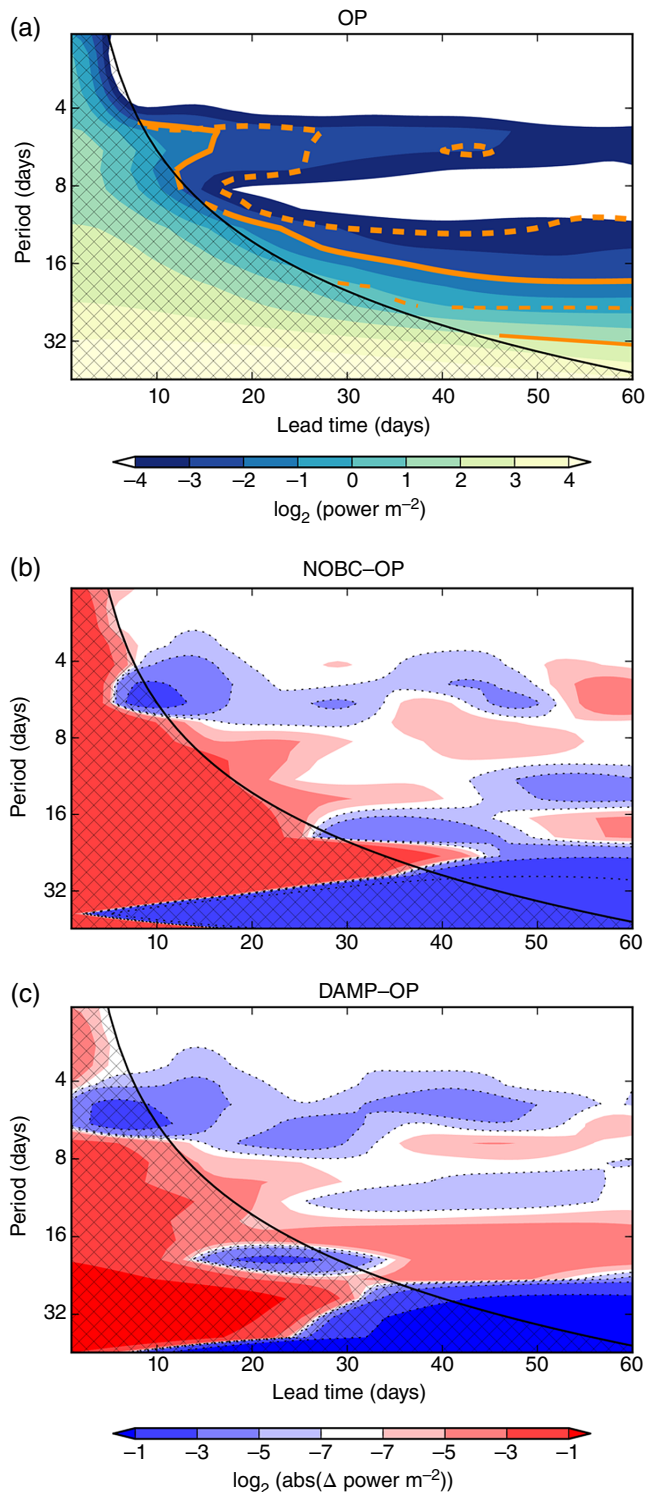 (a)
OP
4
8
16
32
Period (days)
10 20 30 40 50 60
Lead time (days)
−4 −3 −2 −1 0 1 2 3 4
log₂ (power m⁻²)
(b)
NOBC–OP
4
8
16
32
Period (days)
10 20 30 40 50 60
(c)
DAMP–OP
4
8
16
32
Period (days)
10 20 30 40 50 60
Lead time (days)
−1 −3 −5 −7 −7 −5 −3 −1
log₂ (abs(Δ power m⁻²))